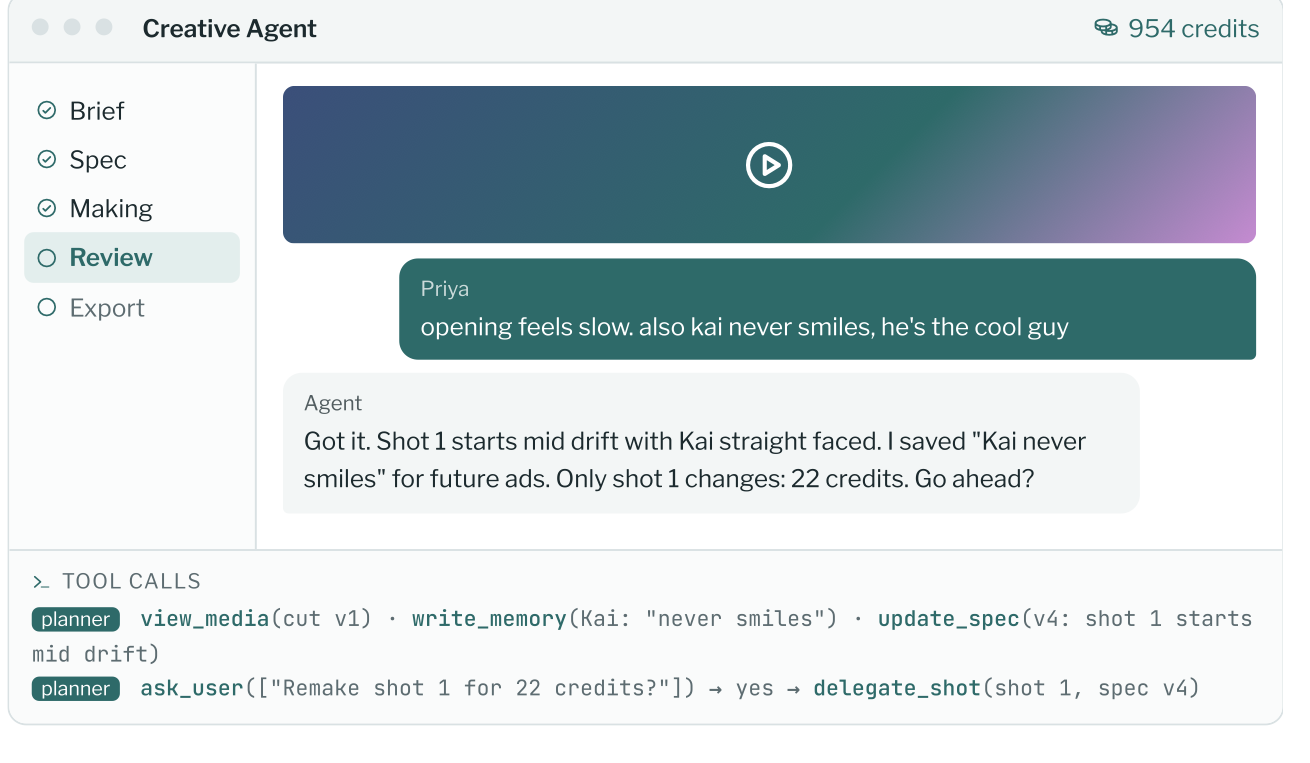 Creative Agent
954 credits
Brief
Spec
Making
Review
Export
Priya
opening feels slow. also kai never smiles, he's the cool guy
Agent
Got it. Shot 1 starts mid drift with Kai straight faced. I saved "Kai never
smiles" for future ads. Only shot 1 changes: 22 credits. Go ahead?
>_ TOOL CALLS
planner view_media(cut v1) · write_memory(Kai: "never smiles") · update_spec(v4: shot 1 starts
mid drift)
planner ask_user(["Remake shot 1 for 22 credits?"]) → yes → delegate_shot(shot 1, spec v4)